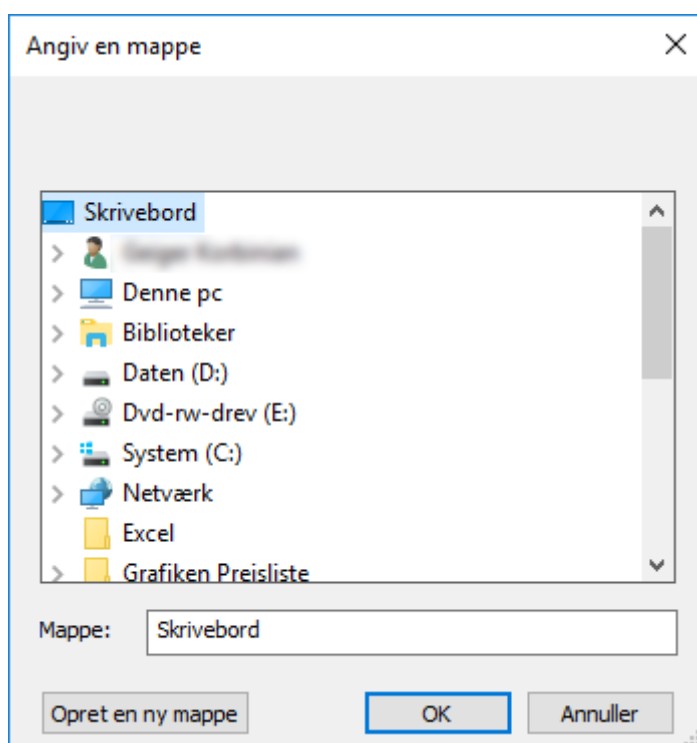 Angiv en mappe
Skrivebord
Denne pc
Biblioteker
Daten (D:)
Dvd-rw-drev (E:)
System (C:)
Netværk
Excel
Grafiken Preisliste
Mappe: Skrivebord
Opret en ny mappe OK Annuller